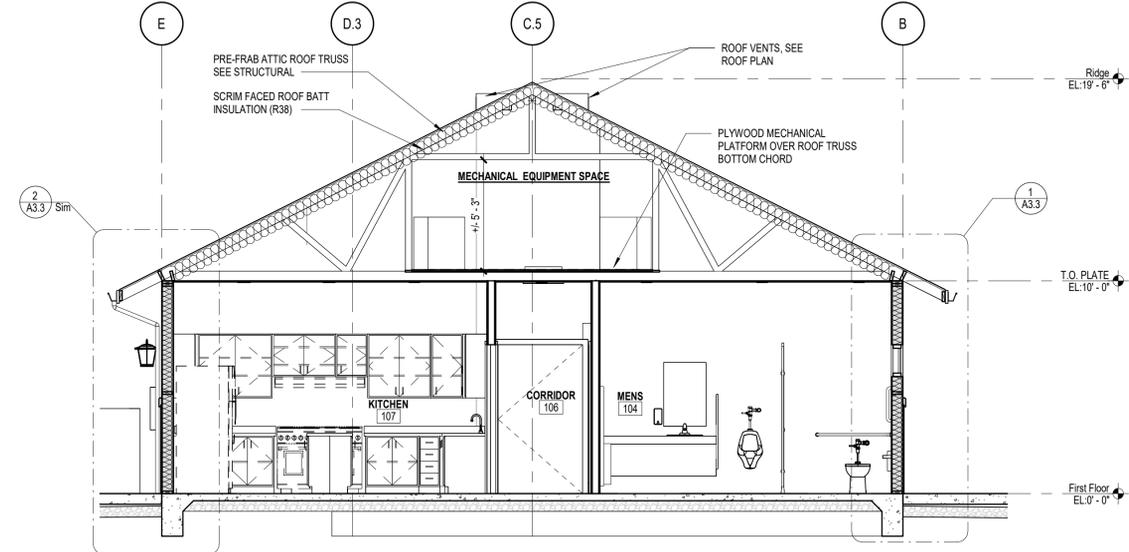 E
D.3
C.5
B
PRE-FRAB ATTIC ROOF TRUSS
SEE STRUCTURAL
SCRIM FACED ROOF BATT
INSULATION (R38)
ROOF VENTS, SEE
ROOF PLAN
Ridge
EL:19' - 6"
PLYWOOD MECHANICAL
PLATFORM OVER ROOF TRUSS
BOTTOM CHORD
MECHANICAL EQUIPMENT SPACE
+/- 5' - 3"
2
A3.3
Sim
1
A3.3
T.O. PLATE
EL:10' - 0"
KITCHEN
107
CORRIDOR
106
MENS
104
First Floor
EL:0' - 0"